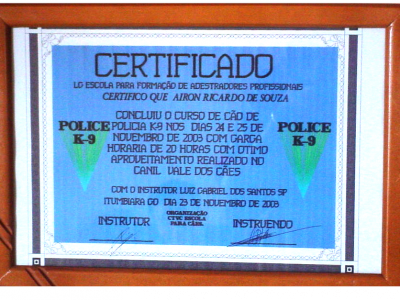 CERTIFICADO
LD ESCOLA PARA FORMAÇÃO DE ADESTRADORES PROFISSIONAIS
CERTIFICO QUE AIRON RICARDO DE SOUZA
CONCLUIU O CURSO DE CÃO DE
POLICIA K-9 NOS DIAS 24 E 25 DE
NOVEMBRO DE 2003 COM CARGA
HORARIA DE 20 HORAS COM OTIMO
APROVEITAMENTO REALIZADO NO
CANIL VALE DOS CÃES
POLICE
K-9
POLICE
K-9
COM O INSTRUTOR LUIZ GABRIEL DOS SANTOS SP
ITUMBIARA GO DIA 23 DE NOVEMBRO DE 2003
INSTRUTOR
ORGANIZAÇÃO
CTVC ESCOLA
PARA CÃES.
INSTRUENDO